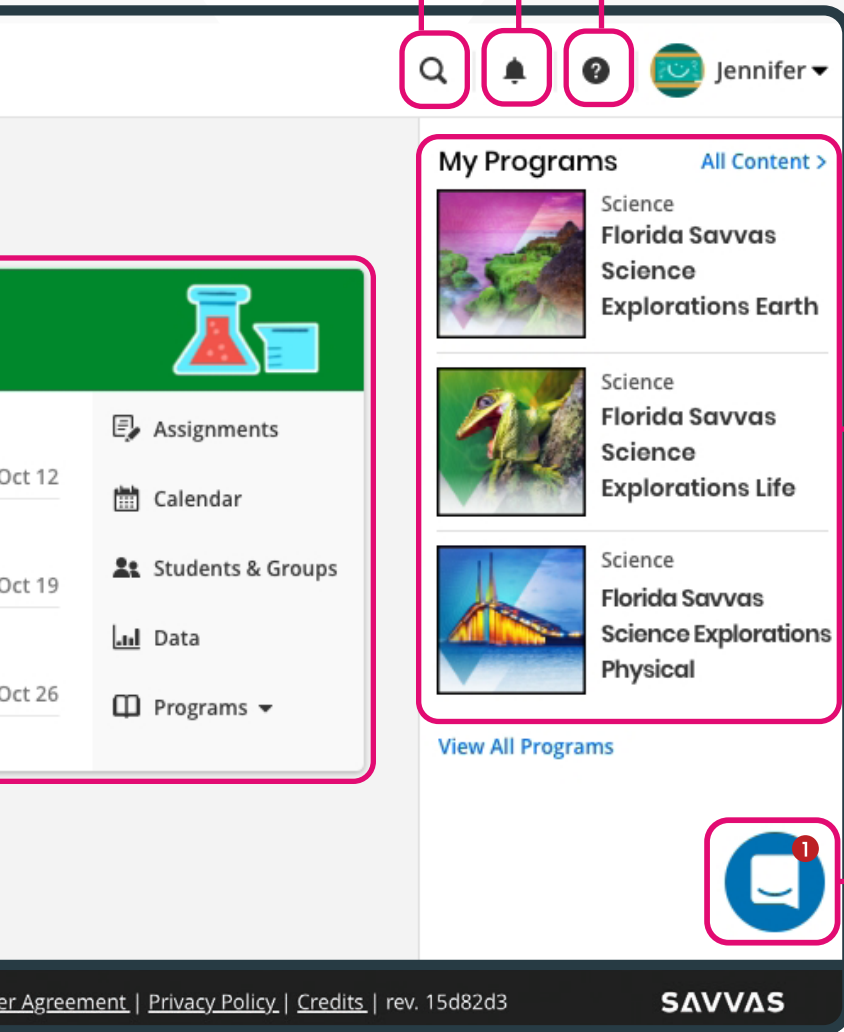 Jennifer
My Programs
All Content >
Science
Florida Savvas
Science
Explorations Earth
Science
Florida Savvas
Science
Explorations Life
Science
Florida Savvas
Science Explorations
Physical
View All Programs
Assignments
Oct 12
Calendar
Students & Groups
Oct 19
Data
Oct 26
Programs
1
er Agreement | Privacy Policy | Credits | rev. 15d82d3
SAVVAS